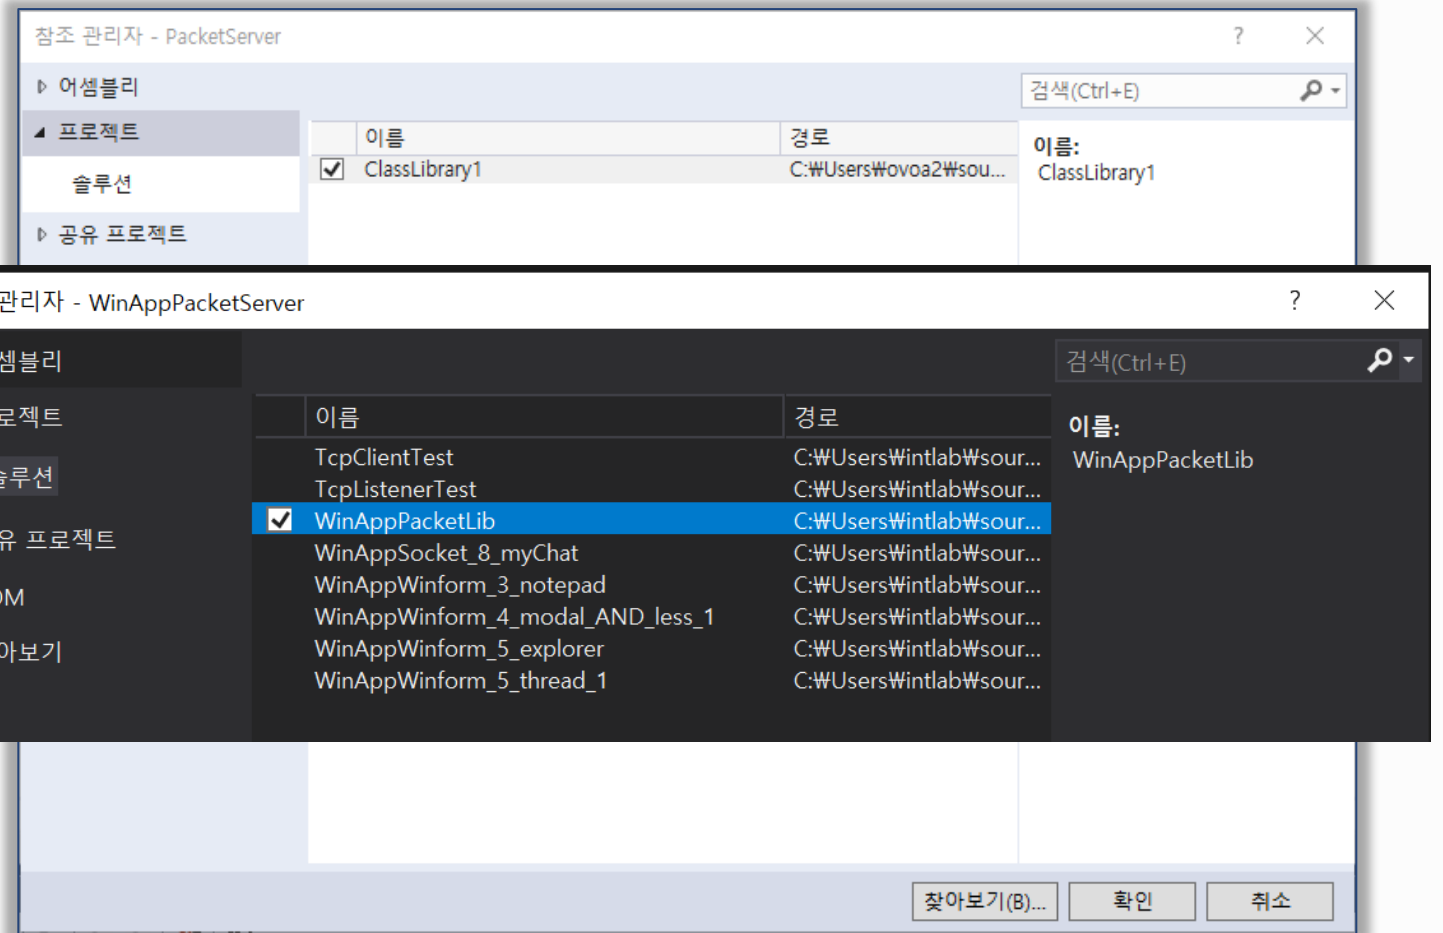 참조 관리자 - PacketServer
?
어셈블리
검색(Ctrl+E)
프로젝트
이름
경로
이름:
ClassLibrary1
C:₩Users₩ovoa2₩sou...
ClassLibrary1
솔루션
공유 프로젝트
관리자 - WinAppPacketServer
?
셈블리
검색(Ctrl+E)
로젝트
이름
경로
이름:
TcpClientTest
C:₩Users₩intlab₩sour...
WinAppPacketLib
솔루션
TcpListenerTest
C:₩Users₩intlab₩sour...
WinAppPacketLib
C:₩Users₩intlab₩sour...
유 프로젝트
WinAppSocket_8_myChat
C:₩Users₩intlab₩sour...
WinAppWinform_3_notepad
C:₩Users₩intlab₩sour...
OM
WinAppWinform_4_modal_AND_less_1
C:₩Users₩intlab₩sour...
아보기
WinAppWinform_5_explorer
C:₩Users₩intlab₩sour...
WinAppWinform_5_thread_1
C:₩Users₩intlab₩sour...
찾아보기(B)...
확인
취소